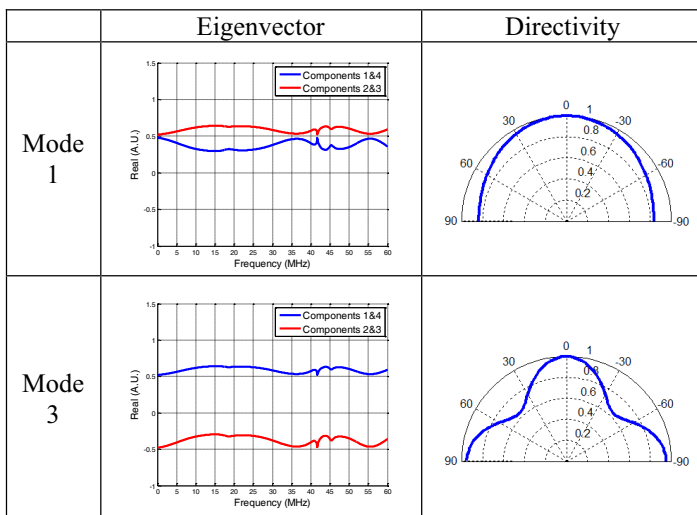 Eigenvector Directivity
Mode 1
1.5
1
0.5
0
-0.5
-1
Real (A.U.)
Components 1&4
Components 2&3
0 5 10 15 20 25 30 35 40 45 50 55 60
Frequency (MHz)
0
30 -30
60 -60
90 -90
1
0.8
0.6
0.4
0.2
Mode 3
1.5
1
0.5
0
-0.5
-1
Real (A.U.)
Components 1&4
Components 2&3
0 5 10 15 20 25 30 35 40 45 50 55 60
Frequency (MHz)
0
30 -30
60 -60
90 -90
1
0.8
0.6
0.4
0.2